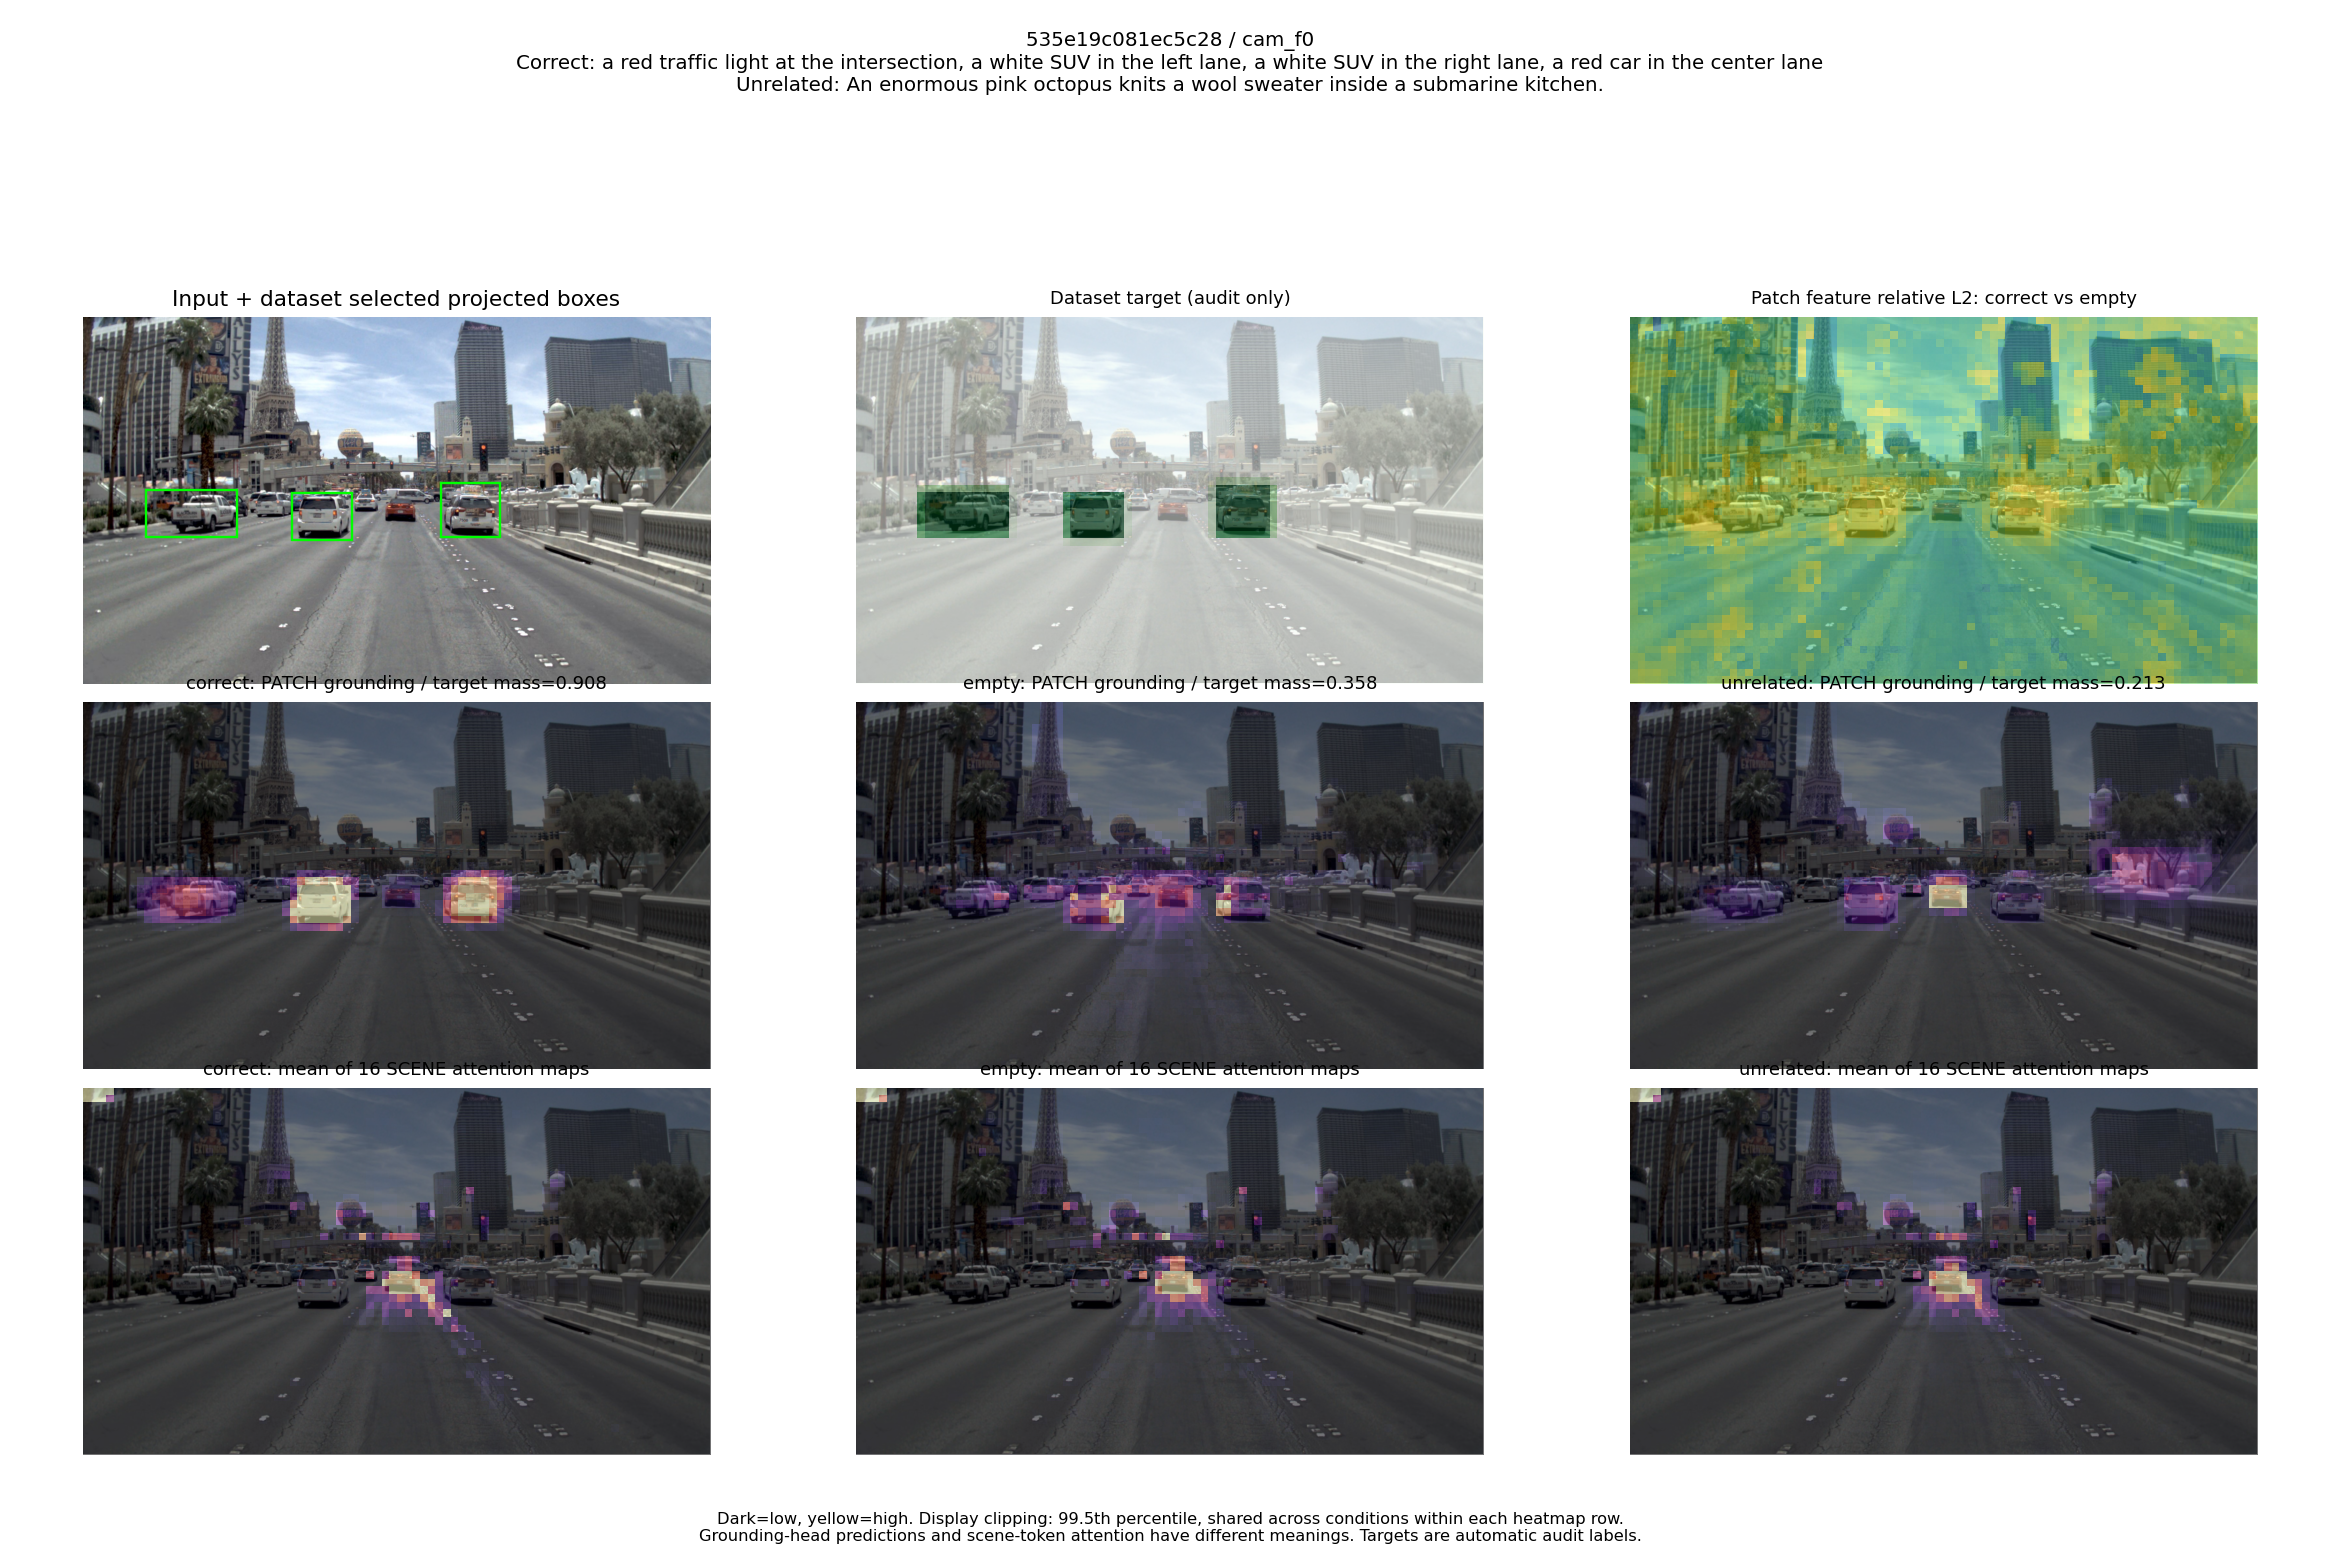 535e19c081ec5c28 / cam_f0
Correct: a red traffic light at the intersection, a white SUV in the left lane, a white SUV in the right lane, a red car in the center lane
Unrelated: An enormous pink octopus knits a wool sweater inside a submarine kitchen.
Input + dataset selected projected boxes
Dataset target (audit only)
Patch feature relative L2: correct vs empty
correct: PATCH grounding / target mass=0.908
empty: PATCH grounding / target mass=0.358
unrelated: PATCH grounding / target mass=0.213
correct: mean of 16 SCENE attention maps
empty: mean of 16 SCENE attention maps
unrelated: mean of 16 SCENE attention maps
Dark=low, yellow=high. Display clipping: 99.5th percentile, shared across conditions within each heatmap row.
Grounding-head predictions and scene-token attention have different meanings. Targets are automatic audit labels.